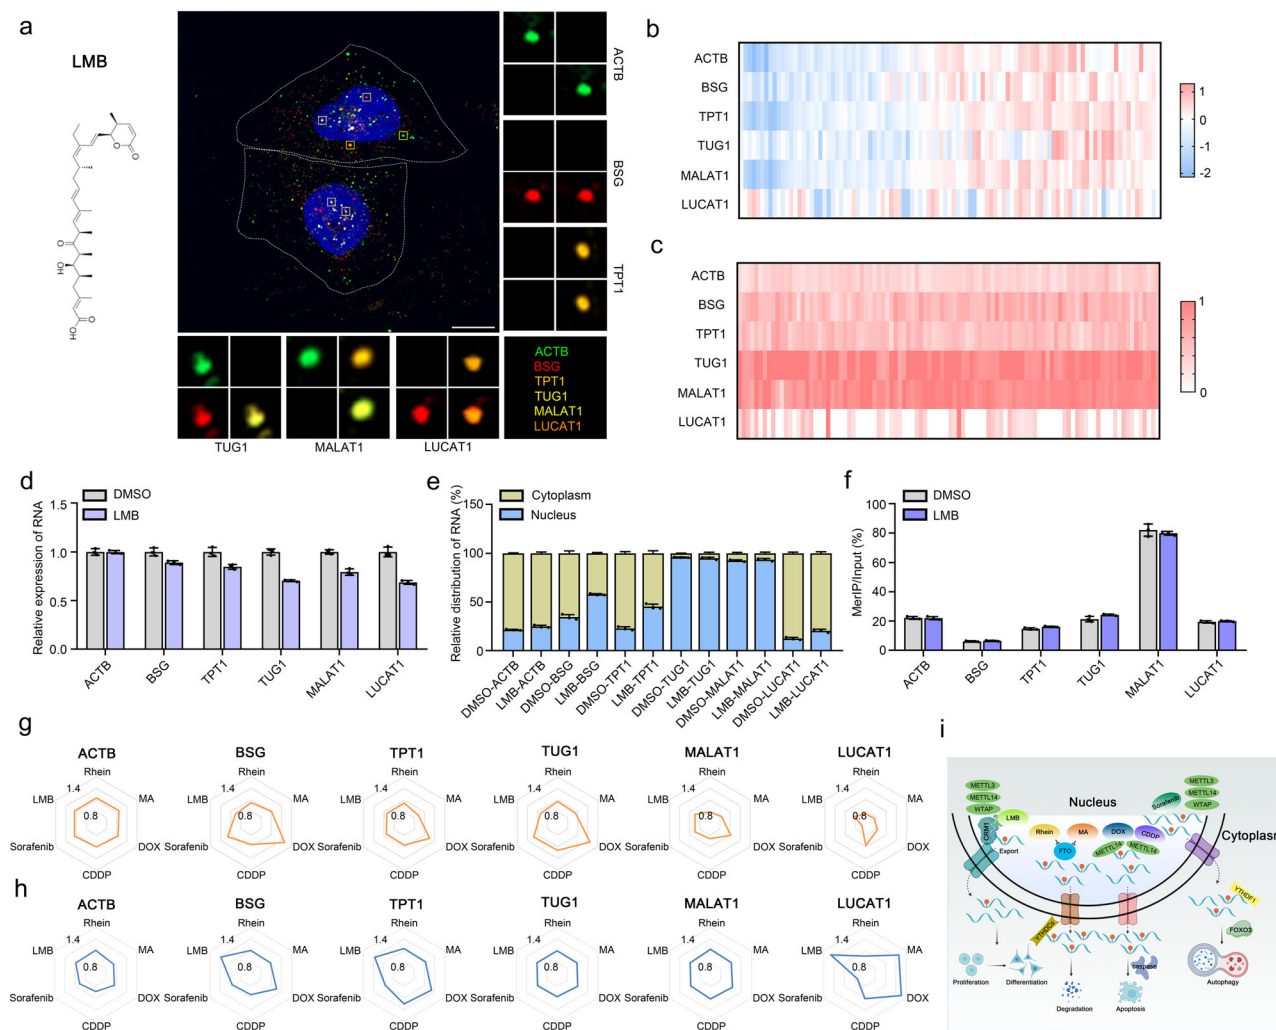 a
LMB
O
O
O
HO
O
HO
ACTB
BSG
TPT1
ACTB
BSG
TPT1
TUG1
MALAT1
LUCAT1
TUG1
MALAT1
LUCAT1
b
ACTB
BSG
TPT1
TUG1
MALAT1
LUCAT1
1
0
-1
-2
c
ACTB
BSG
TPT1
TUG1
MALAT1
LUCAT1
1
0
d
DMSO
LMB
Relative expression of RNA
1.5
1.0
0.5
0.0
ACTB
BSG
TPT1
TUG1
MALAT1
LUCAT1
e
Cytoplasm
Nucleus
Relative distribution of RNA (%)
150
100
50
0
DMSO-ACTB
LMB-ACTB
DMSO-BSG
LMB-BSG
DMSO-TPT1
LMB-TPT1
DMSO-TUG1
LMB-TUG1
DMSO-MALAT1
LMB-MALAT1
DMSO-LUCAT1
LMB-LUCAT1
f
DMSO
LMB
MerIP/Input (%)
100
80
60
40
20
0
ACTB
BSG
TPT1
TUG1
MALAT1
LUCAT1
g
ACTB
Rhein
1.4
LMB
MA
0.8
Sorafenib
DOX
CDDP
BSG
Rhein
1.4
LMB
MA
0.8
Sorafenib
DOX
CDDP
TPT1
Rhein
1.4
LMB
MA
0.8
Sorafenib
DOX
CDDP
TUG1
Rhein
1.4
LMB
MA
0.8
Sorafenib
DOX
CDDP
MALAT1
Rhein
1.4
LMB
MA
0.8
Sorafenib
DOX
CDDP
LUCAT1
Rhein
1.4
LMB
MA
0.8
Sorafenib
DOX
CDDP
h
ACTB
Rhein
1.4
LMB
MA
0.8
Sorafenib
DOX
CDDP
BSG
Rhein
1.4
LMB
MA
0.8
Sorafenib
DOX
CDDP
TPT1
Rhein
1.4
LMB
MA
0.8
Sorafenib
DOX
CDDP
TUG1
Rhein
1.4
LMB
MA
0.8
Sorafenib
DOX
CDDP
MALAT1
Rhein
1.4
LMB
MA
0.8
Sorafenib
DOX
CDDP
LUCAT1
Rhein
1.4
LMB
MA
0.8
Sorafenib
DOX
CDDP
i
METTL3
METTL14
WTAP
CRM1
LMB
Export
Nucleus
Rhein
MA
DOX
CDDP
FTO
METTL14
METTL14
Sorafenib
METTL3
METTL14
WTAP
Cytoplasm
YTHDF1
FOXO3
caspase
Proliferation
Differentiation
Degradation
Apoptosis
Autophagy